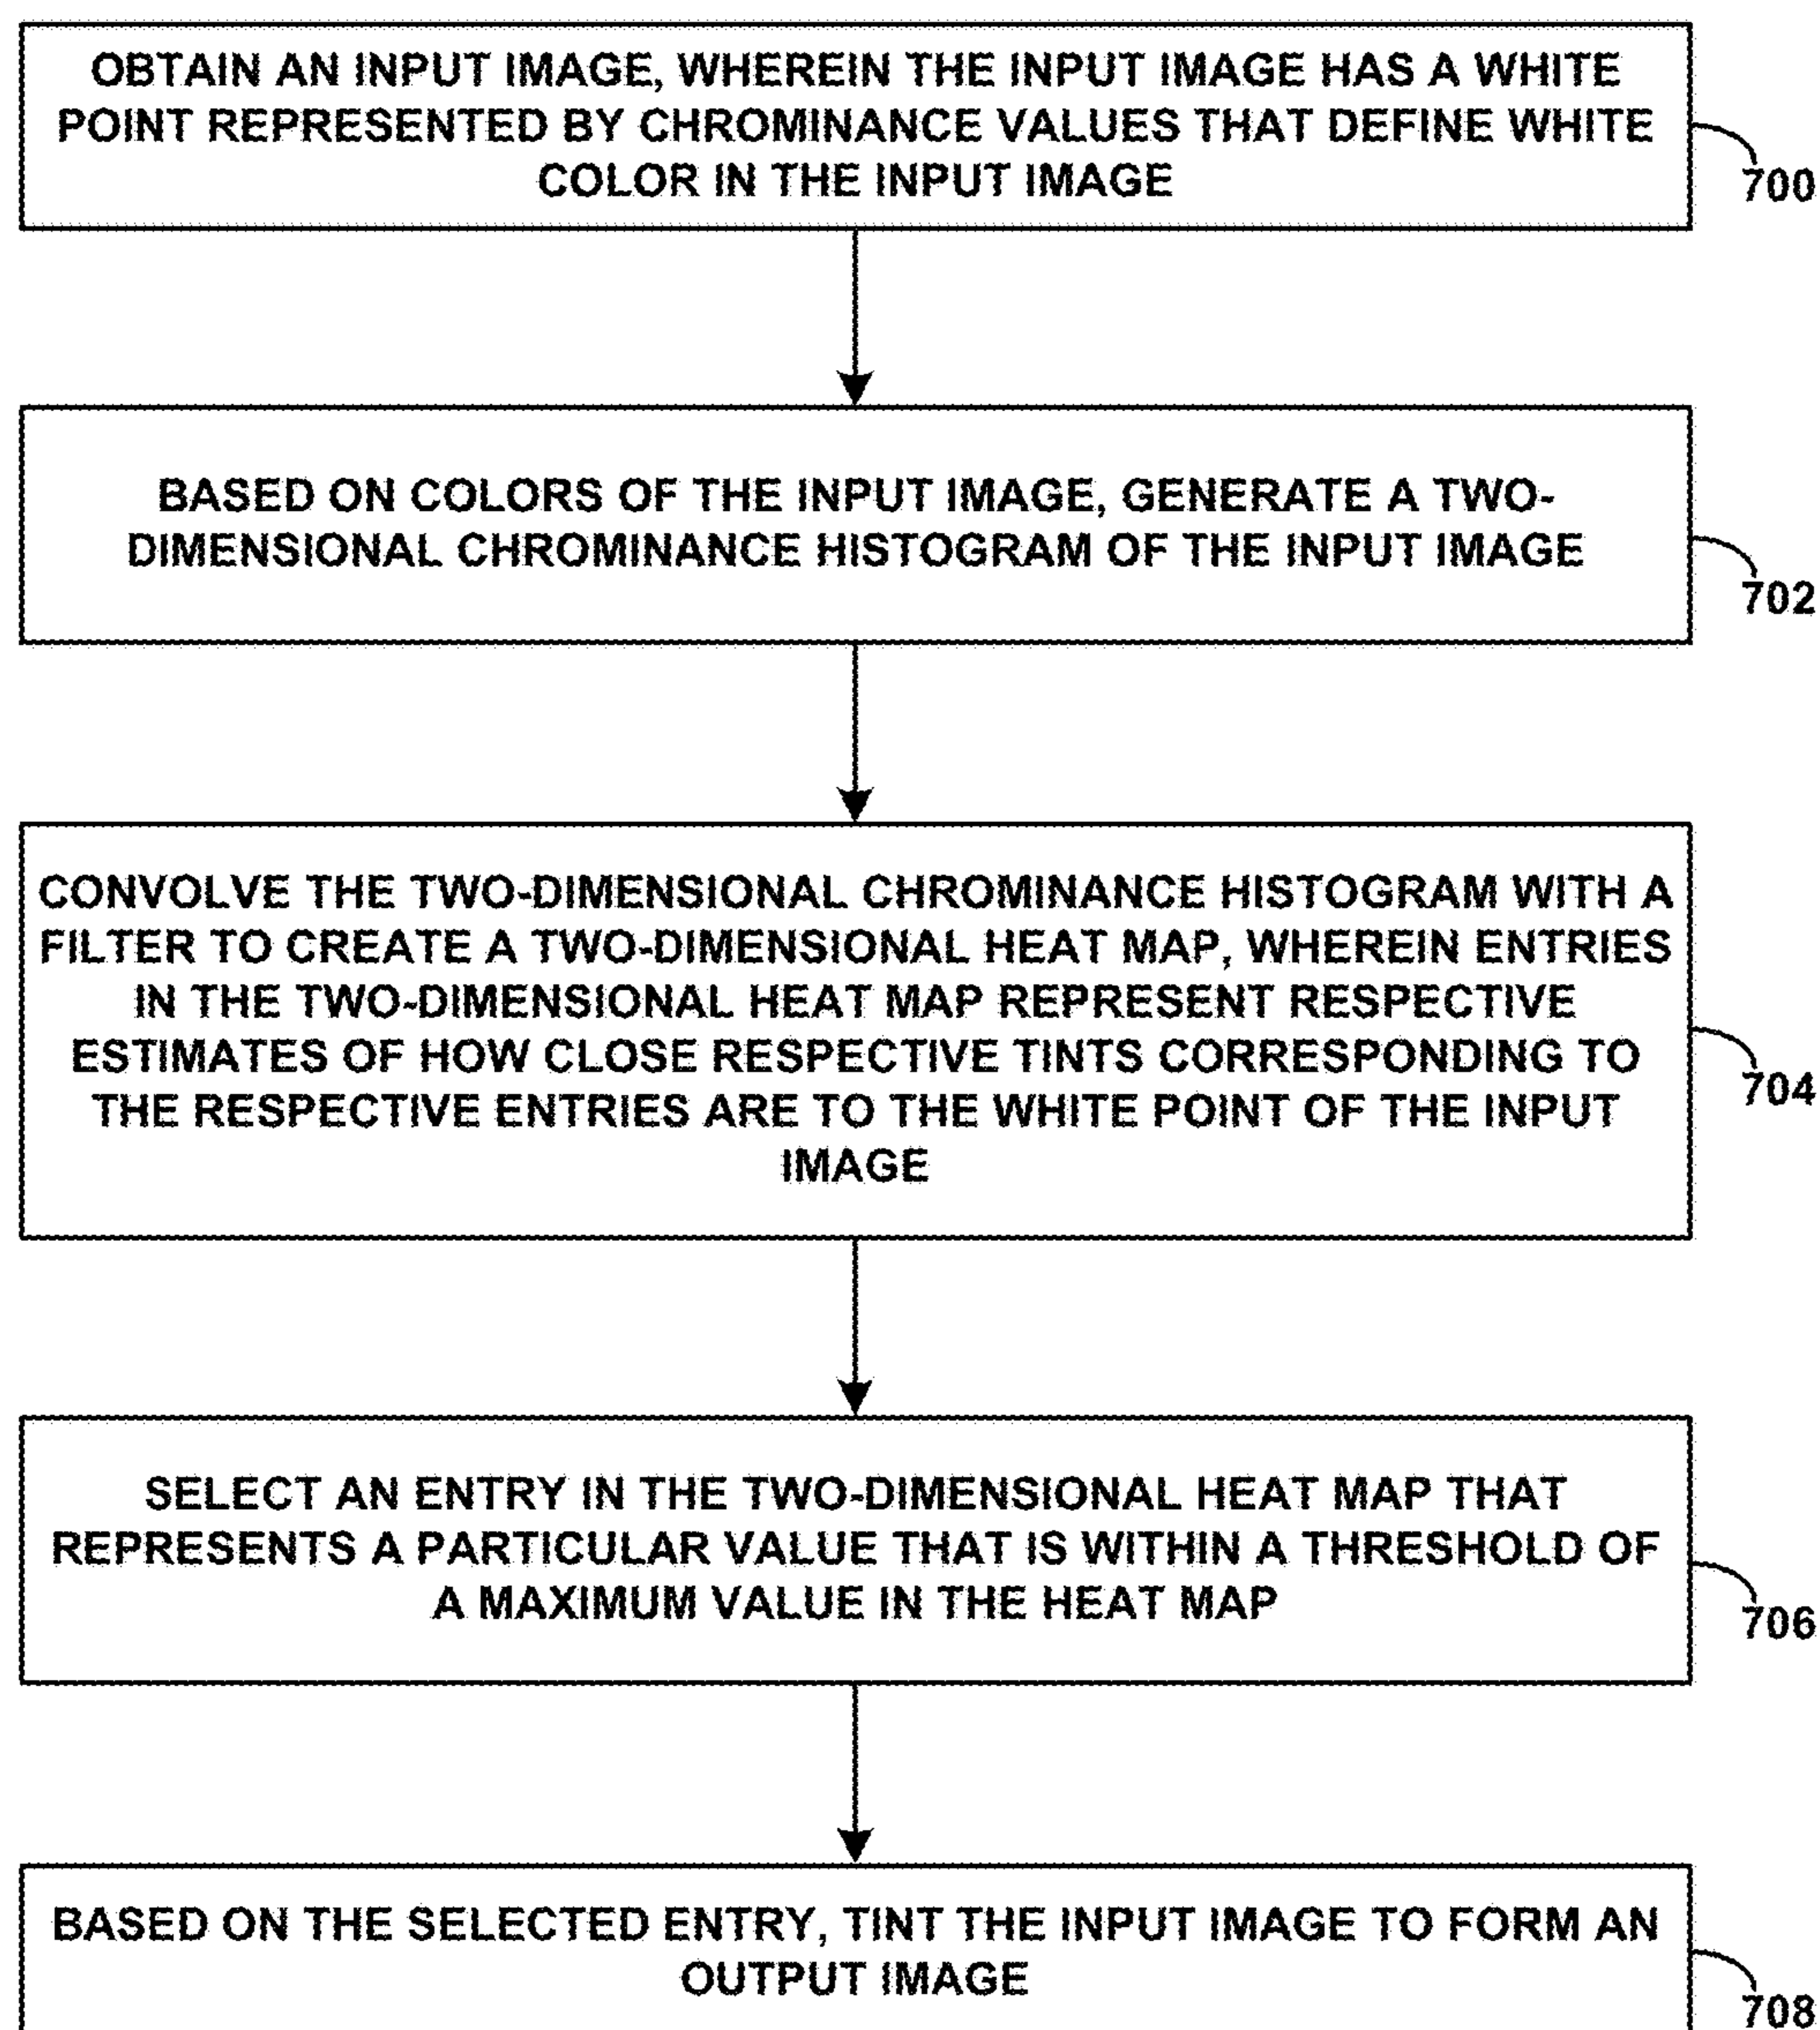 OBTAIN AN INPUT IMAGE, WHEREIN THE INPUT IMAGE HAS A WHITE
POINT REPRESENTED BY CHROMINANCE VALUES THAT DEFINE WHITE
COLOR IN THE INPUT IMAGE
700
BASED ON COLORS OF THE INPUT IMAGE, GENERATE A TWO-
DIMENSIONAL CHROMINANCE HISTOGRAM OF THE INPUT IMAGE
702
CONVOLVE THE TWO-DIMENSIONAL CHROMINANCE HISTOGRAM WITH A
FILTER TO CREATE A TWO-DIMENSIONAL HEAT MAP, WHEREIN ENTRIES
IN THE TWO-DIMENSIONAL HEAT MAP REPRESENT RESPECTIVE
ESTIMATES OF HOW CLOSE RESPECTIVE TINTS CORRESPONDING TO
THE RESPECTIVE ENTRIES ARE TO THE WHITE POINT OF THE INPUT
IMAGE
704
SELECT AN ENTRY IN THE TWO-DIMENSIONAL HEAT MAP THAT
REPRESENTS A PARTICULAR VALUE THAT IS WITHIN A THRESHOLD OF
A MAXIMUM VALUE IN THE HEAT MAP
706
BASED ON THE SELECTED ENTRY, TINT THE INPUT IMAGE TO FORM AN
OUTPUT IMAGE
708